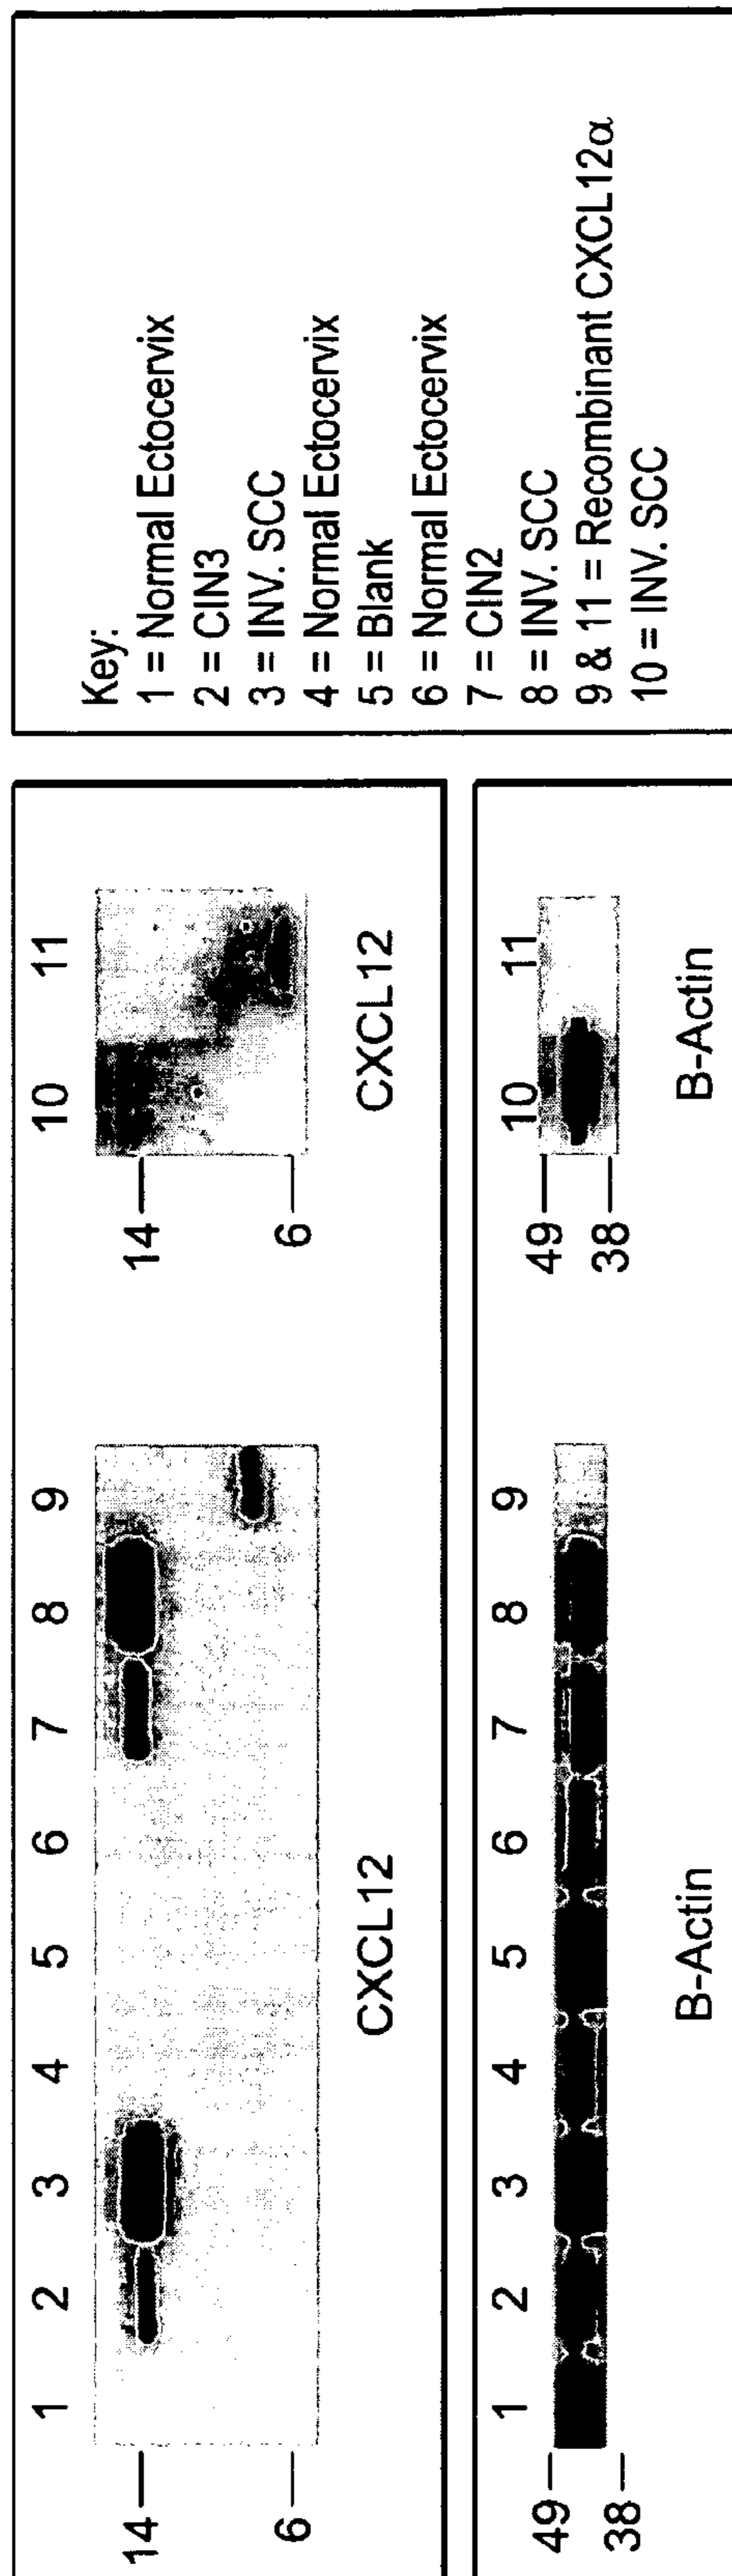 1 2 3 4 5 6 7 8 9
14
6
CXCL12
10 11
14
6
CXCL12
1 2 3 4 5 6 7 8 9
49
38
B-Actin
10 11
49
38
B-Actin
Key:
1 = Normal Ectocervix
2 = CIN3
3 = INV. SCC
4 = Normal Ectocervix
5 = Blank
6 = Normal Ectocervix
7 = CIN2
8 = INV. SCC
9 & 11 = Recombinant CXCL12α
10 = INV. SCC